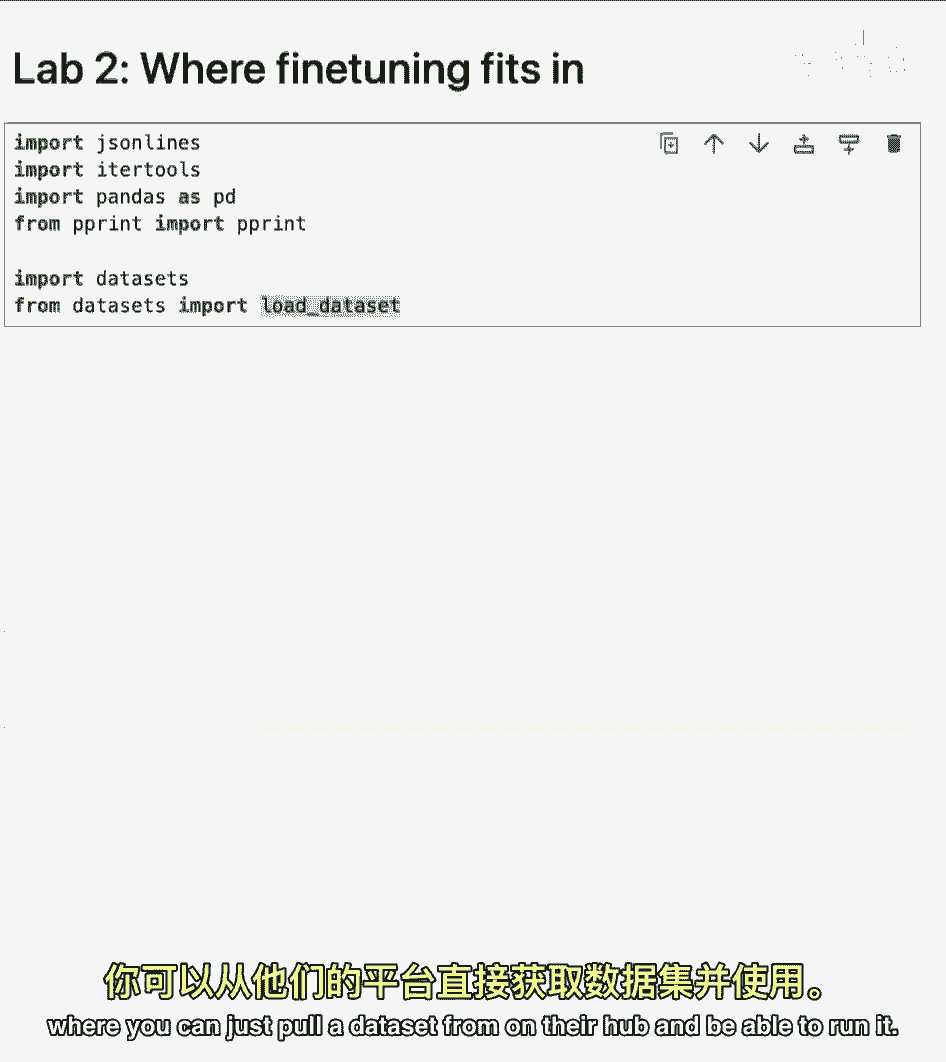 Lab 2: Where finetuning fits in
import jsonlines
import itertools
import pandas as pd
from pprint import pprint
import datasets
from datasets import load_dataset
你可以从他们的平台直接获取数据集并使用。
where you can just pull a dataset from on their hub and be able to run it.